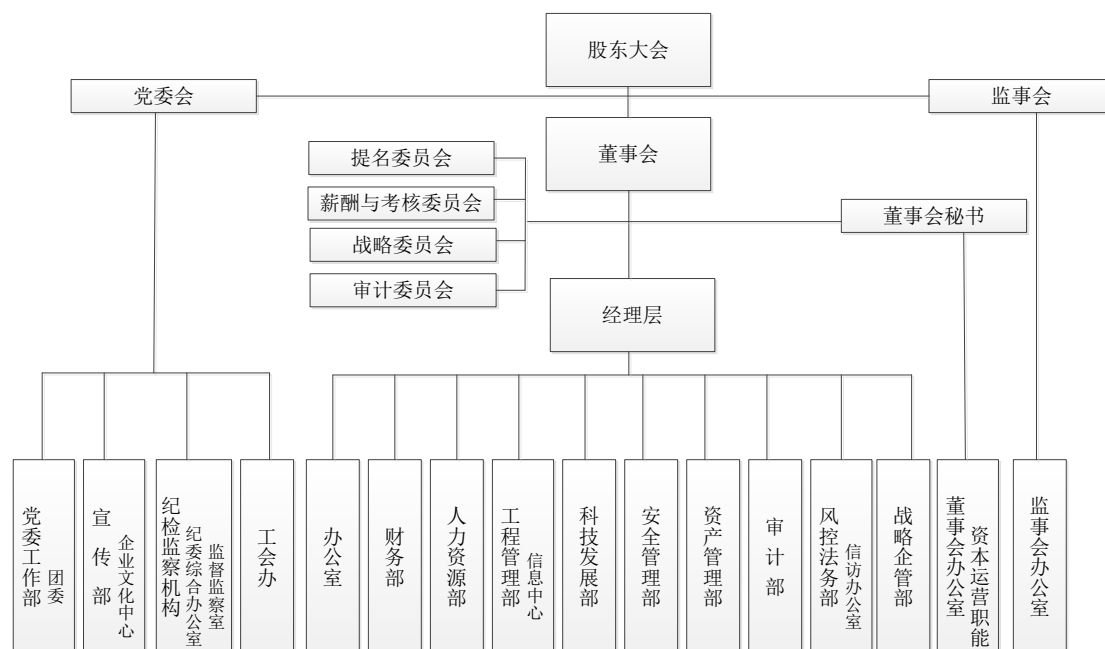 股东大会
党委会
监事会
董事会
提名委员会
薪酬与考核委员会
战略委员会
审计委员会
董事会秘书
经理层
党委工作部
团委
宣传部
企业文化中心
纪检监察机构
纪委综合办公室
监督监察室
工会办
办公室
财务部
人力资源部
工程管理部
信息中心
科技发展部
安全管理部
资产管理部
审计部
风控法务部
信访办公室
战略企管部
董事会办公室
资本运营职能
监事会办公室